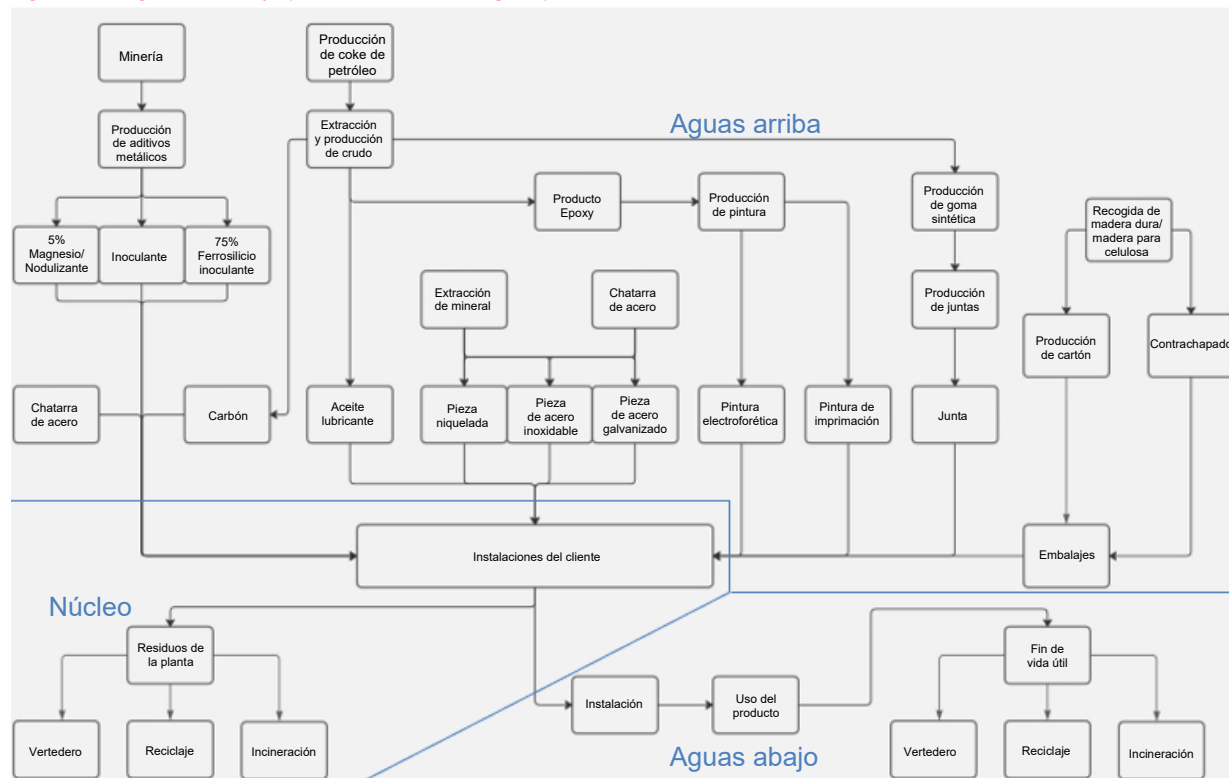 Minería
Producción
de coke de
petróleo
Producción
de aditivos
metálicos
Extracción
y producción
de crudo
Aguas arriba
5%
Magnesio/
Nodulizante
Inoculante
75%
Ferrosilicio
inoculante
Producto
Epoxy
Producción
de pintura
Producción
de goma
sintética
Recogida de
madera dura/
madera para
celulosa
Extracción
de mineral
Chatarra
de acero
Producción
de juntas
Producción
de cartón
Contrachapado
Chatarra
de acero
Carbón
Aceite
lubricante
Pieza
niquelada
Pieza
de acero
inoxidable
Pieza
de acero
galvanizado
Pintura
electroforética
Pintura de
imprimación
Junta
Instalaciones del cliente
Embalajes
Núcleo
Residuos de
la planta
Fin de
vida útil
Instalación
Uso del
producto
Vertedero
Reciclaje
Incineración
Aguas abajo
Vertedero
Reciclaje
Incineración